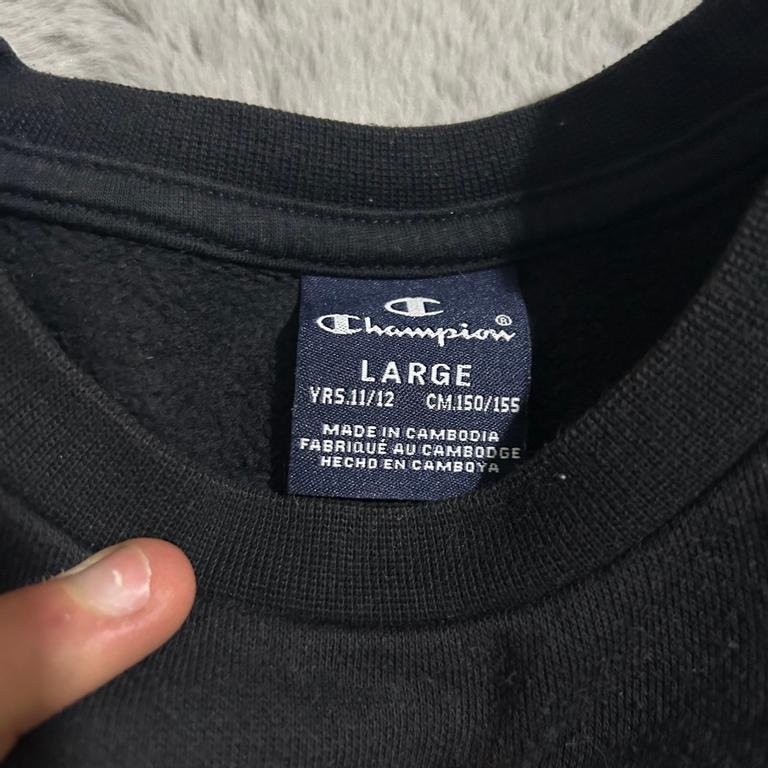 Champion®
LARGE
YRS.11/12 CM.150/155
MADE IN CAMBODIA
FABRIQUÉ AU CAMBODGE
HECHO EN CAMBOYA